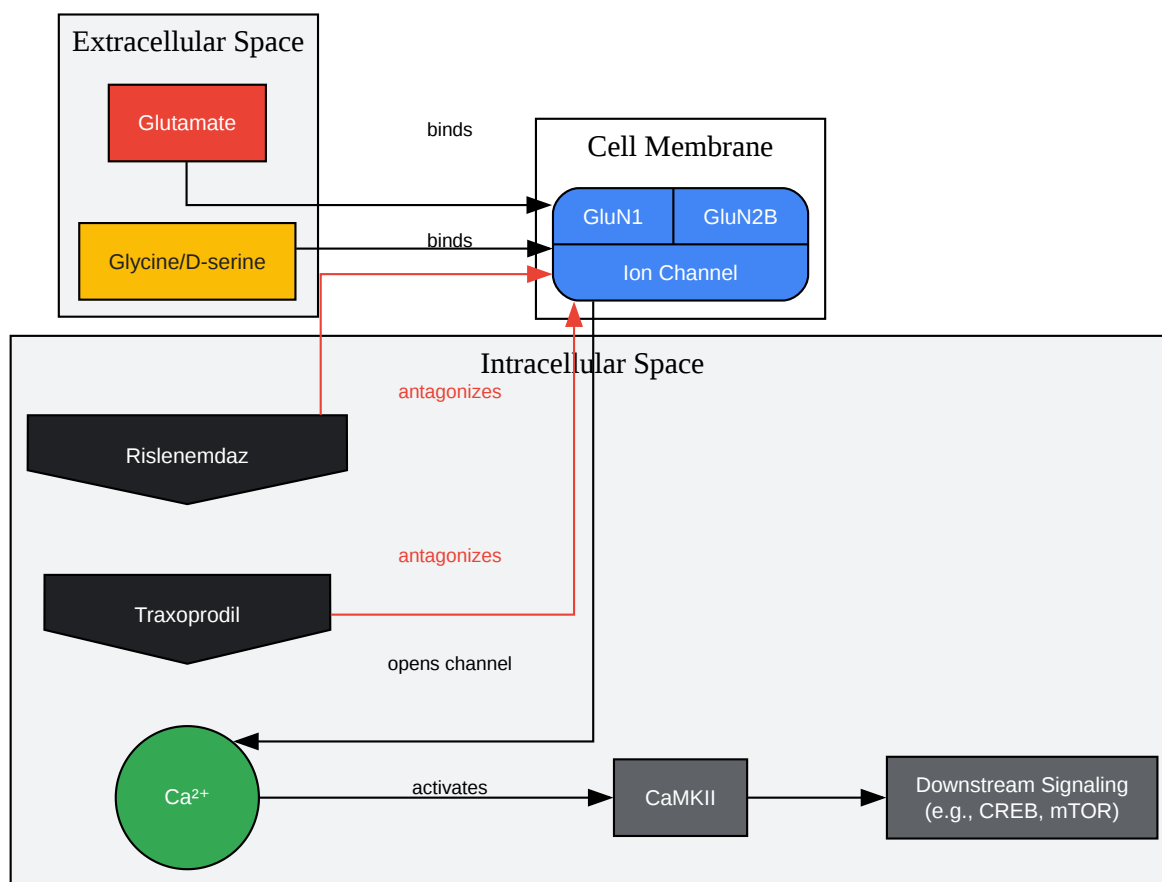 Extracellular Space
Glutamate
binds
Cell Membrane
GluN1
GluN2B
Glycine/D-serine
binds
Ion Channel
Intracellular Space
antagonizes
Rislenemdaz
antagonizes
Traxoprodil
opens channel
Ca²⁺
activates
CaMKII
Downstream Signaling
(e.g., CREB, mTOR)